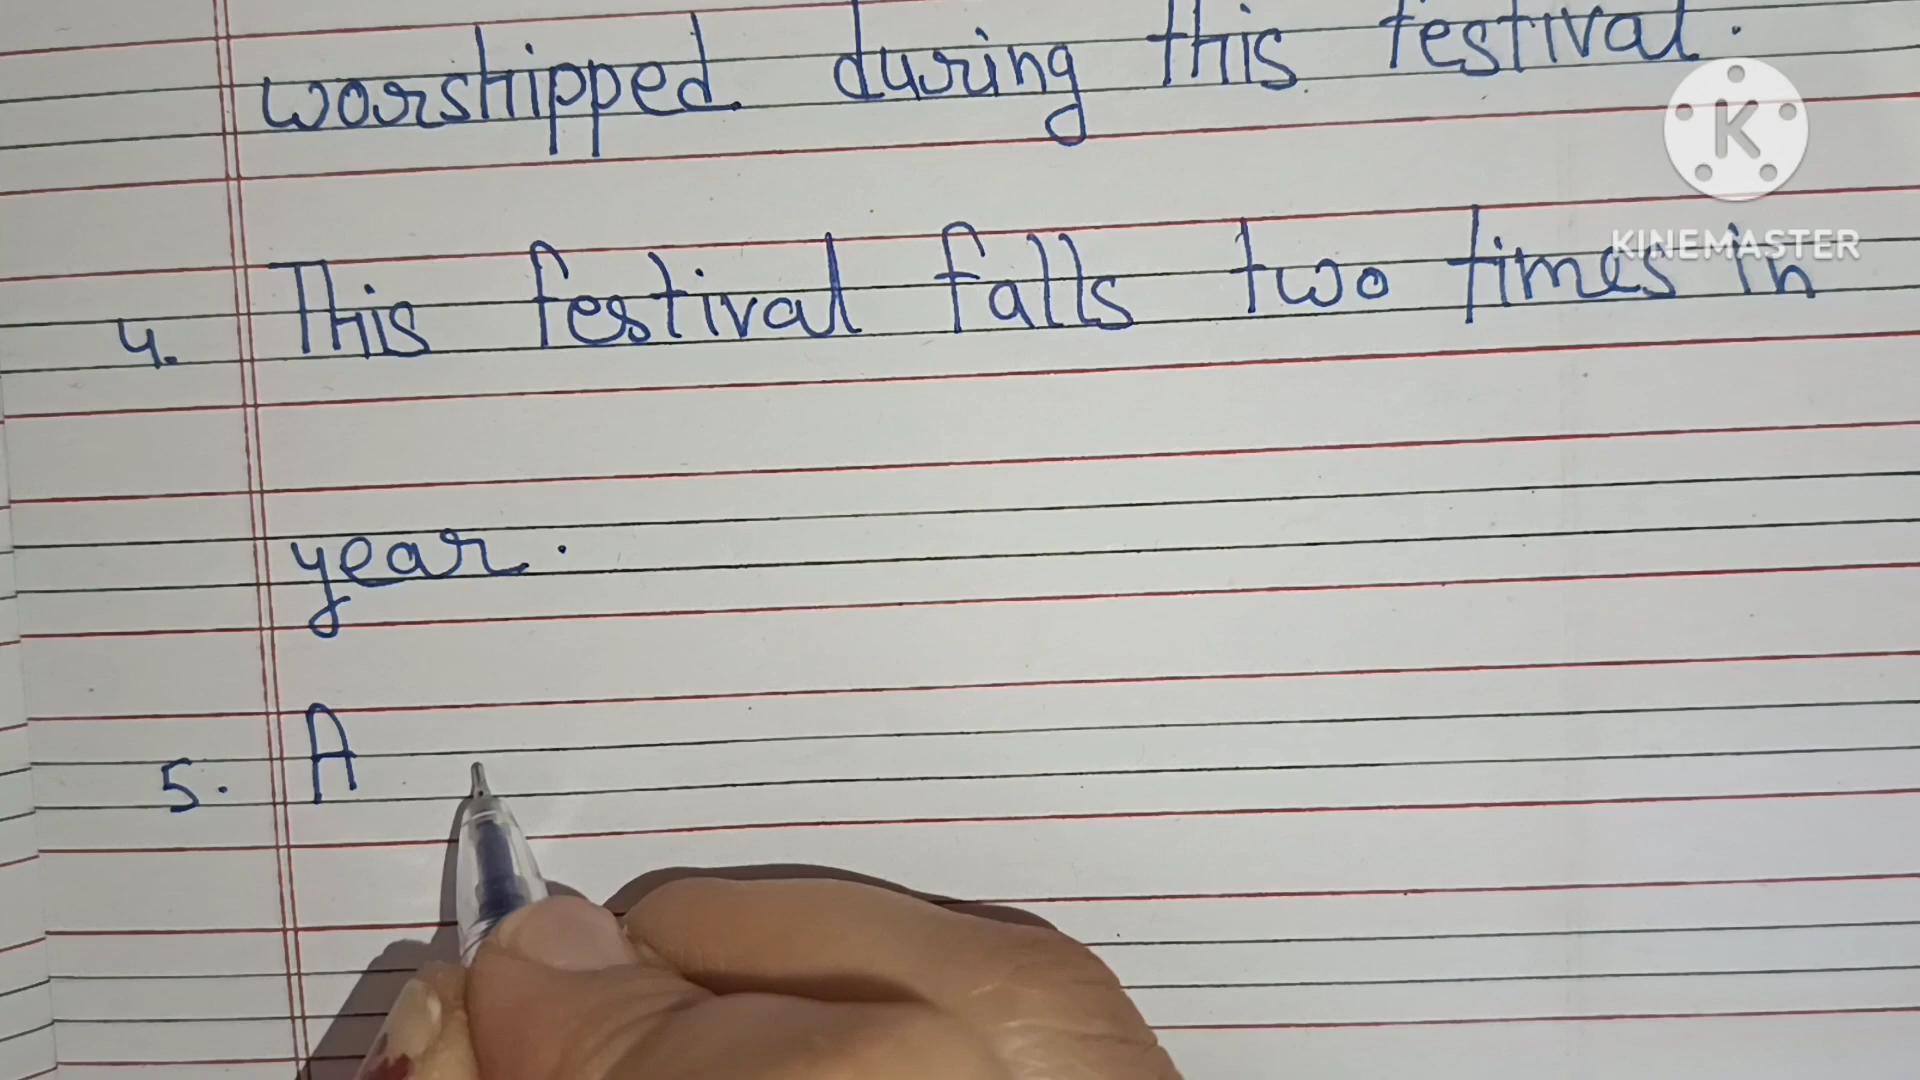 worshipped during this festival.
K
KINEMASTER
4. This festival falls two times in
year.
5. A